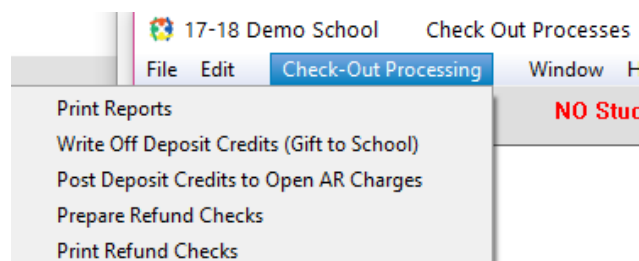 17-18 Demo School Check Out Processes
File Edit Check-Out Processing Window
NO
Print Reports
Write Off Deposit Credits (Gift to School)
Post Deposit Credits to Open AR Charges
Prepare Refund Checks
Print Refund Checks